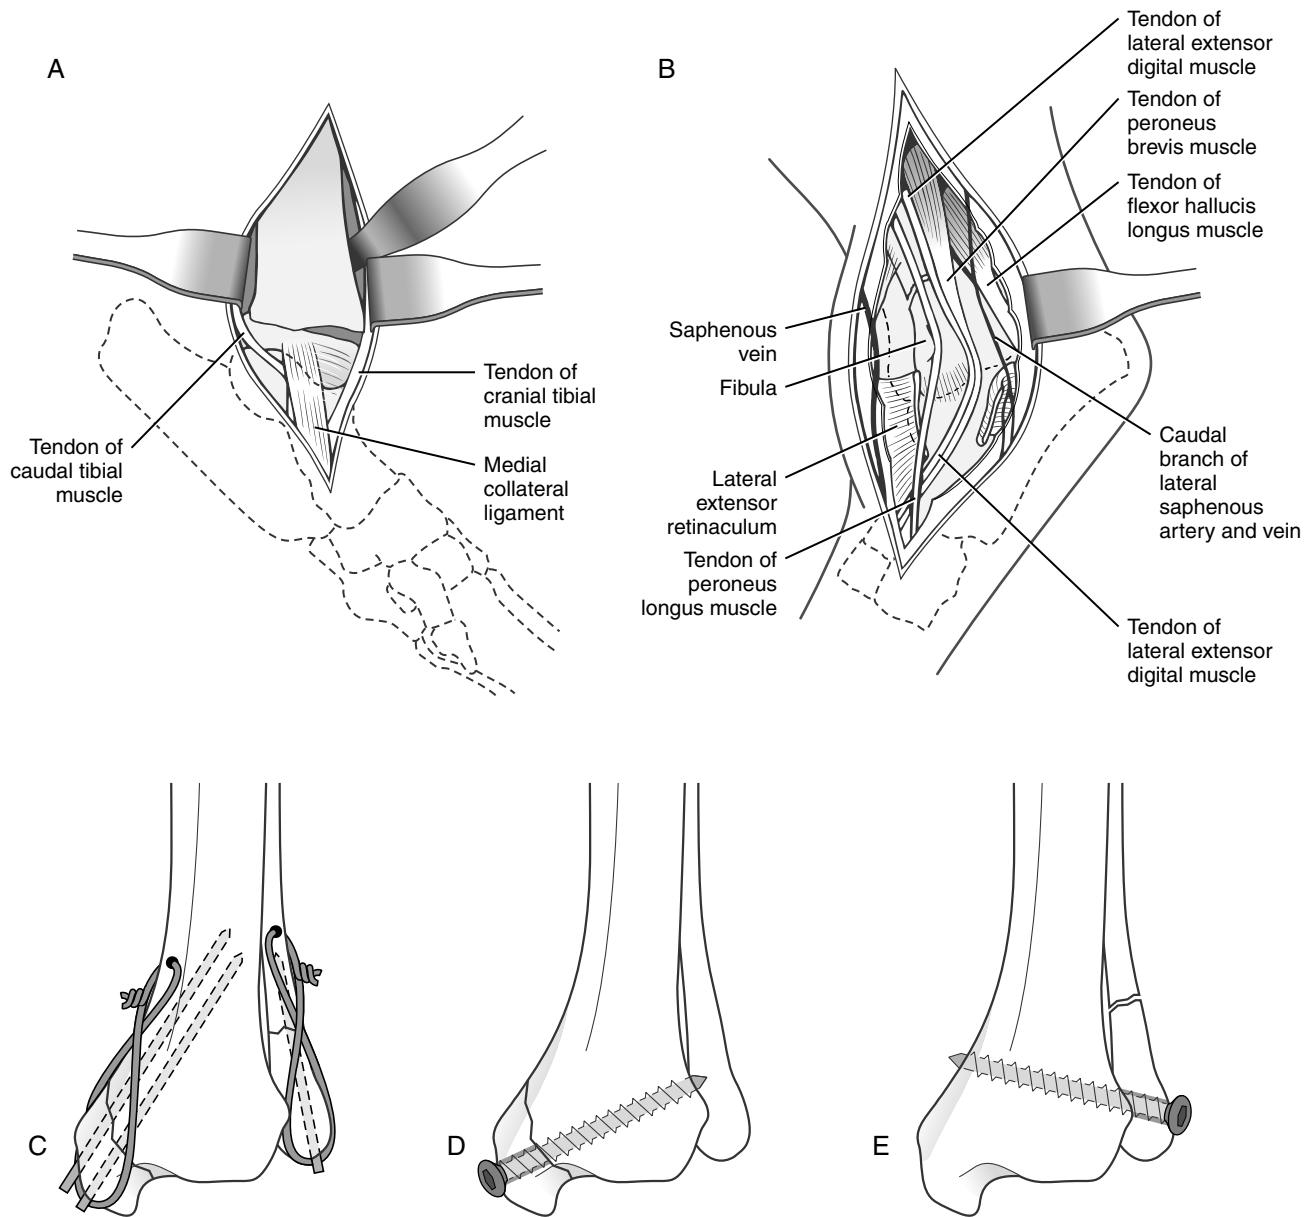 A
Tendon of
caudal tibial
muscle
Tendon of
cranial tibial
muscle
Medial
collateral
ligament
B
Tendon of
lateral extensor
digital muscle
Tendon of
peroneus
brevis muscle
Tendon of
flexor hallucis
longus muscle
Saphenous
vein
Fibula
Lateral
extensor
retinaculum
Tendon of
peroneus
longus muscle
Caudal
branch of
lateral
saphenous
artery and vein
Tendon of
lateral extensor
digital muscle
C
D
E